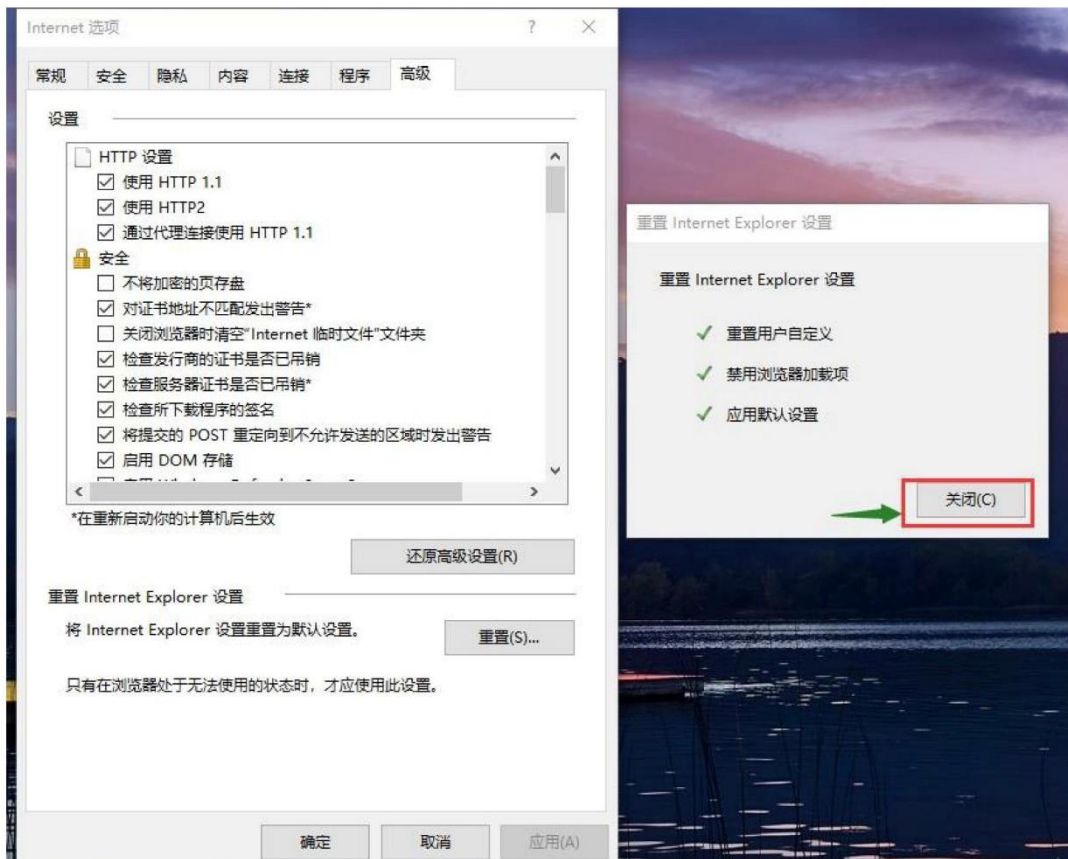 Internet 选项
常规 安全 隐私 内容 连接 程序 高级
设置
HTTP 设置
使用 HTTP 1.1
使用 HTTP2
通过代理连接使用 HTTP 1.1
安全
不将加密的页存盘
对证书地址不匹配发出警告*
关闭浏览器时清空“Internet 临时文件”文件夹
检查发行商的证书是否已吊销
检查服务器证书是否已吊销*
检查所下载程序的签名
将提交的 POST 重定向到不允许发送的区域时发出警告
启用 DOM 存储
*在重新启动你的计算机后生效
还原高级设置(R)
重置 Internet Explorer 设置
将 Internet Explorer 设置重置为默认设置。
重置(S)...
只有在浏览器处于无法使用的状态时，才应使用此设置。
确定 取消 应用(A)
重置 Internet Explorer 设置
重置 Internet Explorer 设置
重置用户自定义
禁用浏览器加载项
应用默认设置
关闭(C)